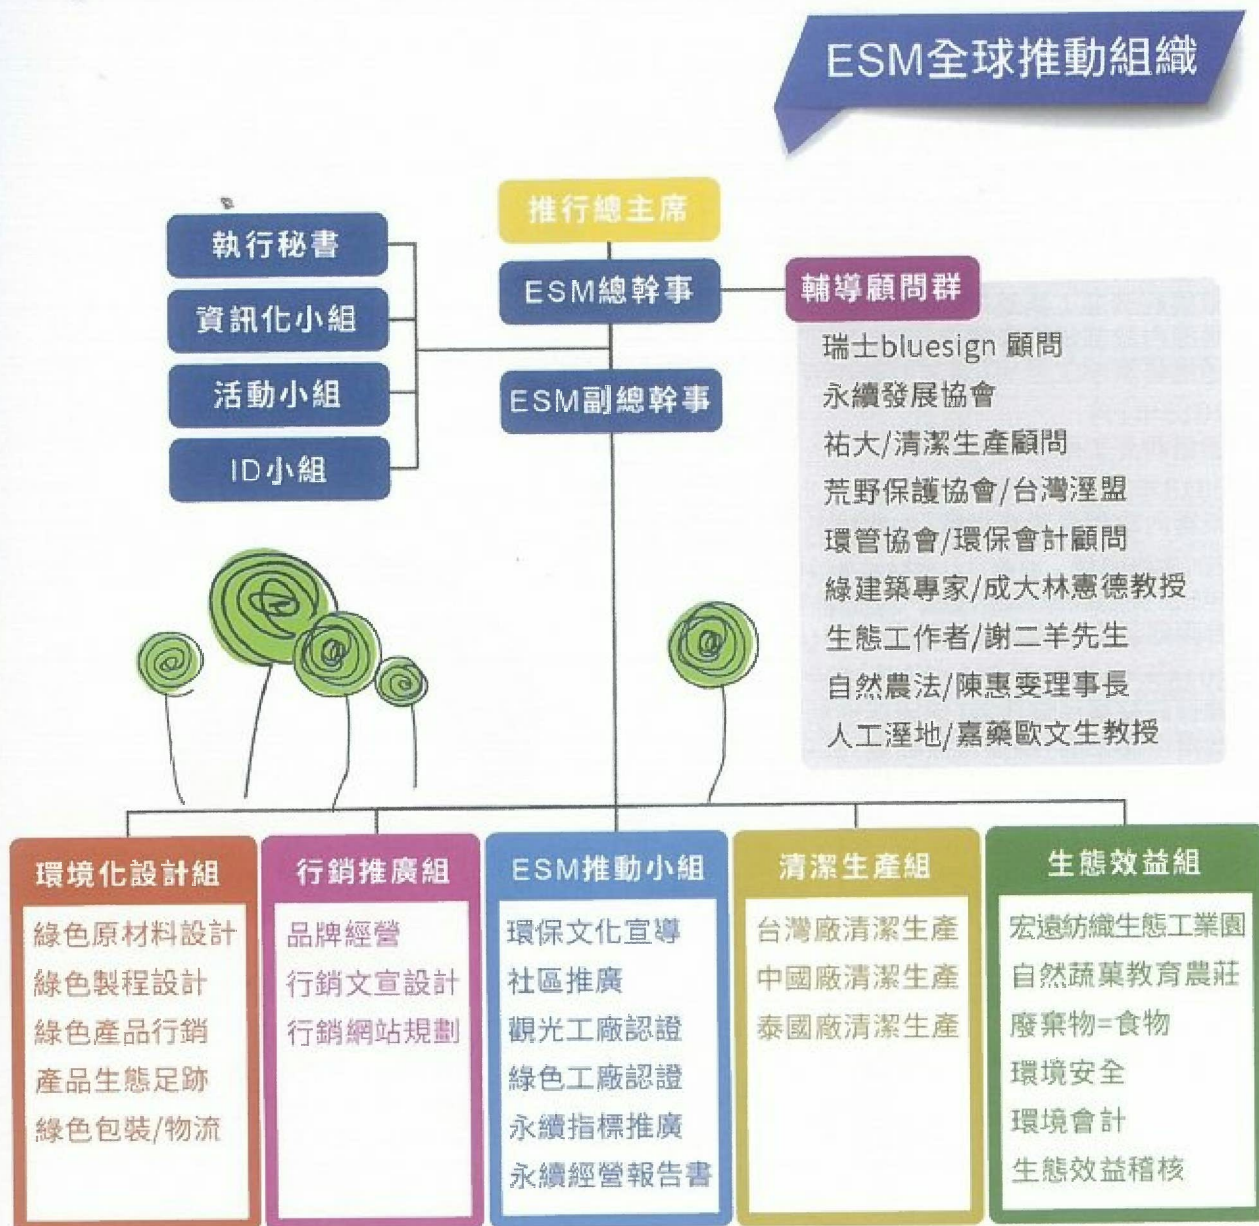 ESM全球推動組織
推行總主席
執行秘書
ESM總幹事
輔導顧問群
資訊化小組
活動小組
ESM副總幹事
ID小組
瑞士bluesign 顧問
永續發展協會
祐大/清潔生產顧問
荒野保護協會/台灣溼盟
環管協會/環保會計顧問
綠建築專家/成大林憲德教授
生態工作者/謝二羊先生
自然農法/陳惠雯理事長
人工溼地/嘉藥歐文生教授
環境化設計組
綠色原材料設計
綠色製程設計
綠色產品行銷
產品生態足跡
綠色包裝/物流
行銷推廣組
品牌經營
行銷文宣設計
行銷網站規劃
ESM推動小組
環保文化宣導
社區推廣
觀光工廠認證
綠色工廠認證
永續指標推廣
永續經營報告書
清潔生產組
台灣廠清潔生產
中國廠清潔生產
泰國廠清潔生產
生態效益組
宏遠紡織生態工業園
自然蔬菓教育農莊
廢棄物=食物
環境安全
環境會計
生態效益稽核